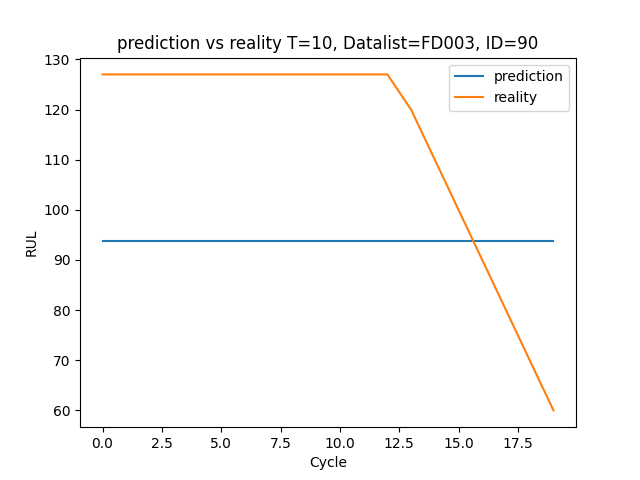 prediction vs reality T=10, Datalist=FD003, ID=90
prediction
reality
130
120
110
100
90
80
70
60
RUL
0.0 2.5 5.0 7.5 10.0 12.5 15.0 17.5
Cycle